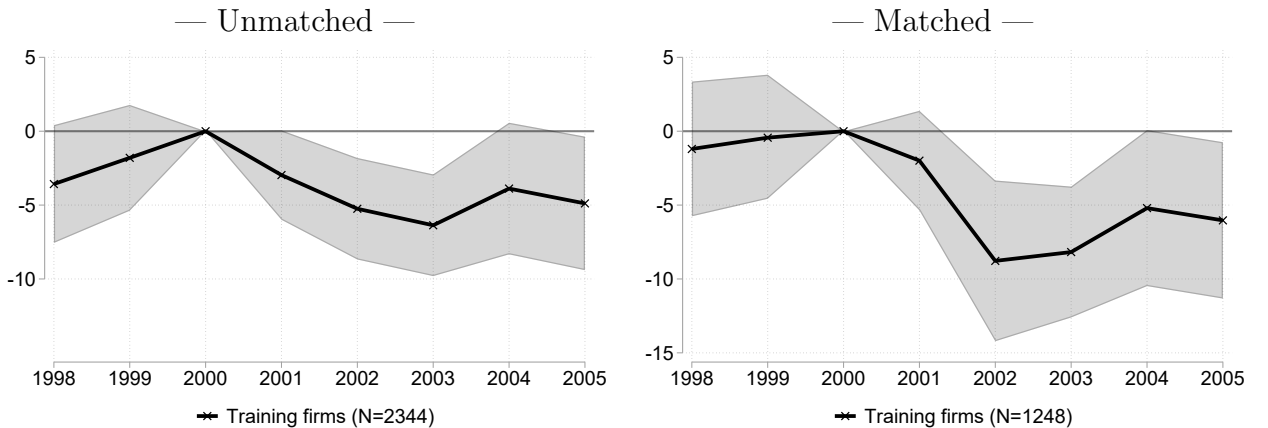 — Unmatched —
5
0
-5
-10
1998 1999 2000 2001 2002 2003 2004 2005
Training firms (N=2344)
— Matched —
5
0
-5
-10
-15
1998 1999 2000 2001 2002 2003 2004 2005
Training firms (N=1248)